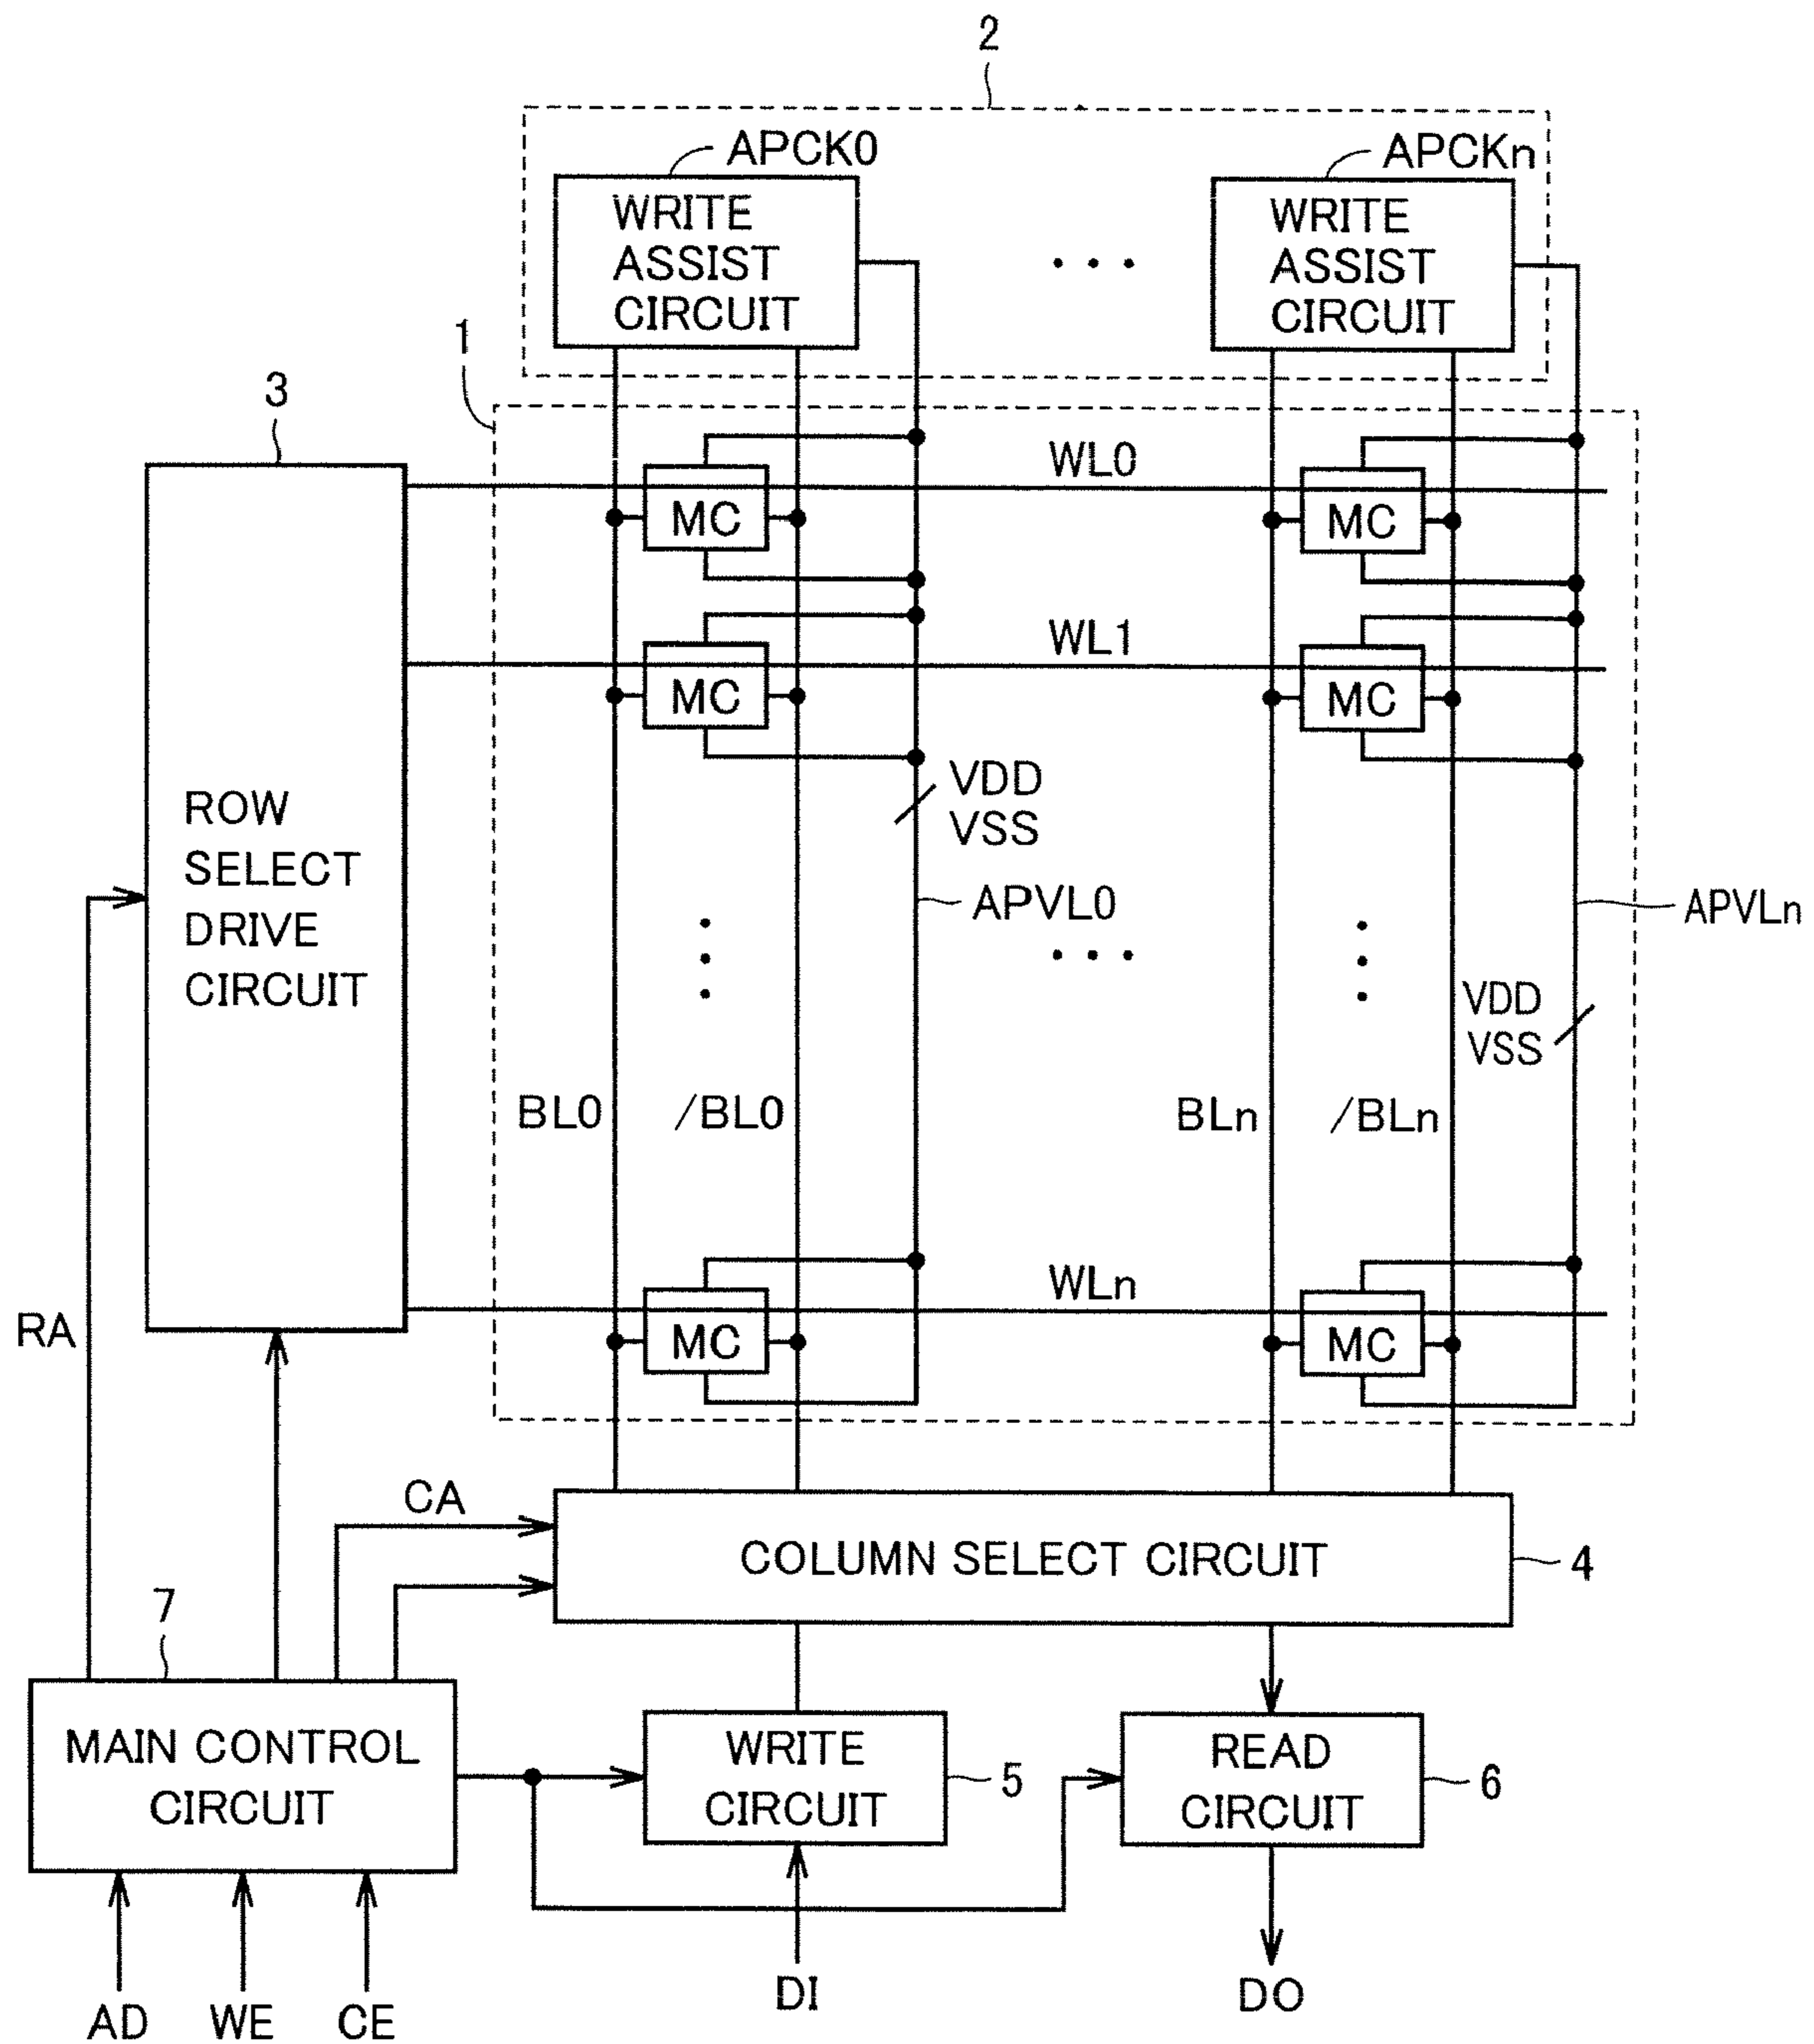 2
APCK0
APCKn
WRITE
ASSIST
CIRCUIT
WRITE
ASSIST
CIRCUIT
1
3
WL0
MC
MC
WL1
MC
MC
VDD
VSS
ROW
SELECT
DRIVE
CIRCUIT
APVL0
APVLn
VDD
VSS
BL0
/BL0
BLn
/BLn
WLn
MC
MC
RA
CA
COLUMN SELECT CIRCUIT
4
7
MAIN CONTROL
CIRCUIT
WRITE
CIRCUIT
5
READ
CIRCUIT
6
AD
WE
CE
DI
DO